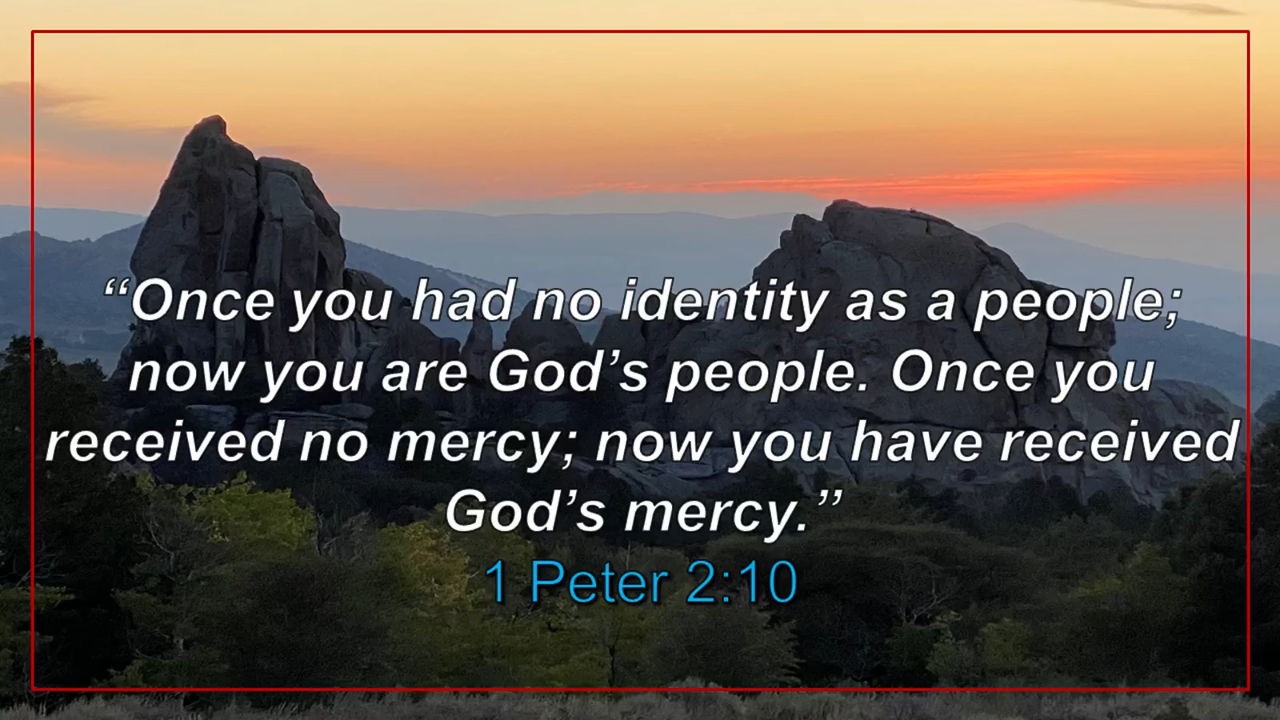 “Once you had no identity as a people;
now you are God’s people. Once you
received no mercy; now you have received
God’s mercy.”
1 Peter 2:10